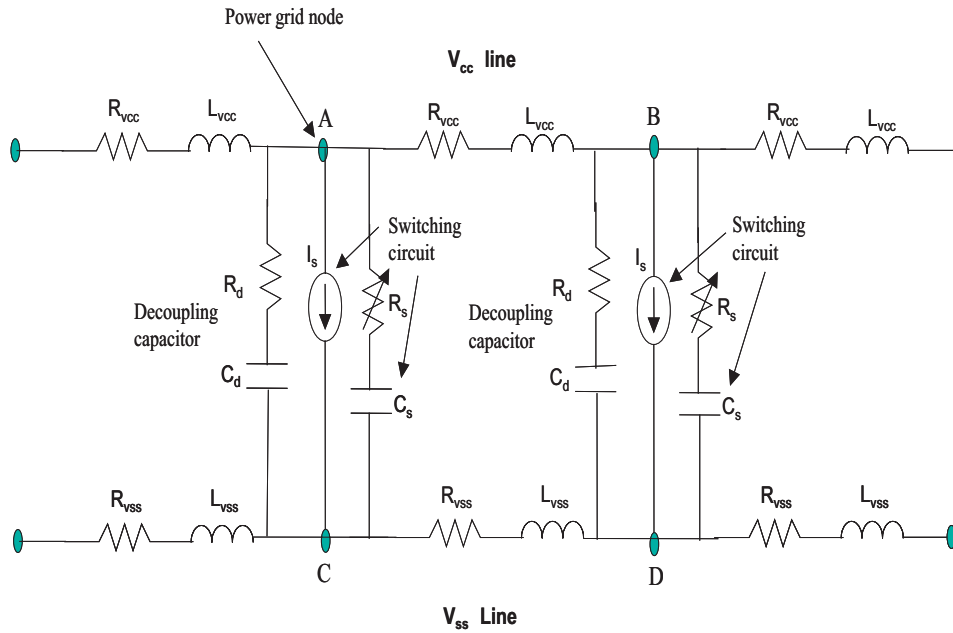 Power grid node
Vcc line
Rvcc
Lvcc
A
Rvcc
Lvcc
B
Rvcc
Lvcc
Switching
circuit
Is
Rd
Rs
Decoupling
capacitor
Cd
Cs
Switching
circuit
Is
Rd
Rs
Decoupling
capacitor
Cd
Cs
Rvss
Lvss
C
Rvss
Lvss
D
Rvss
Lvss
Vss Line